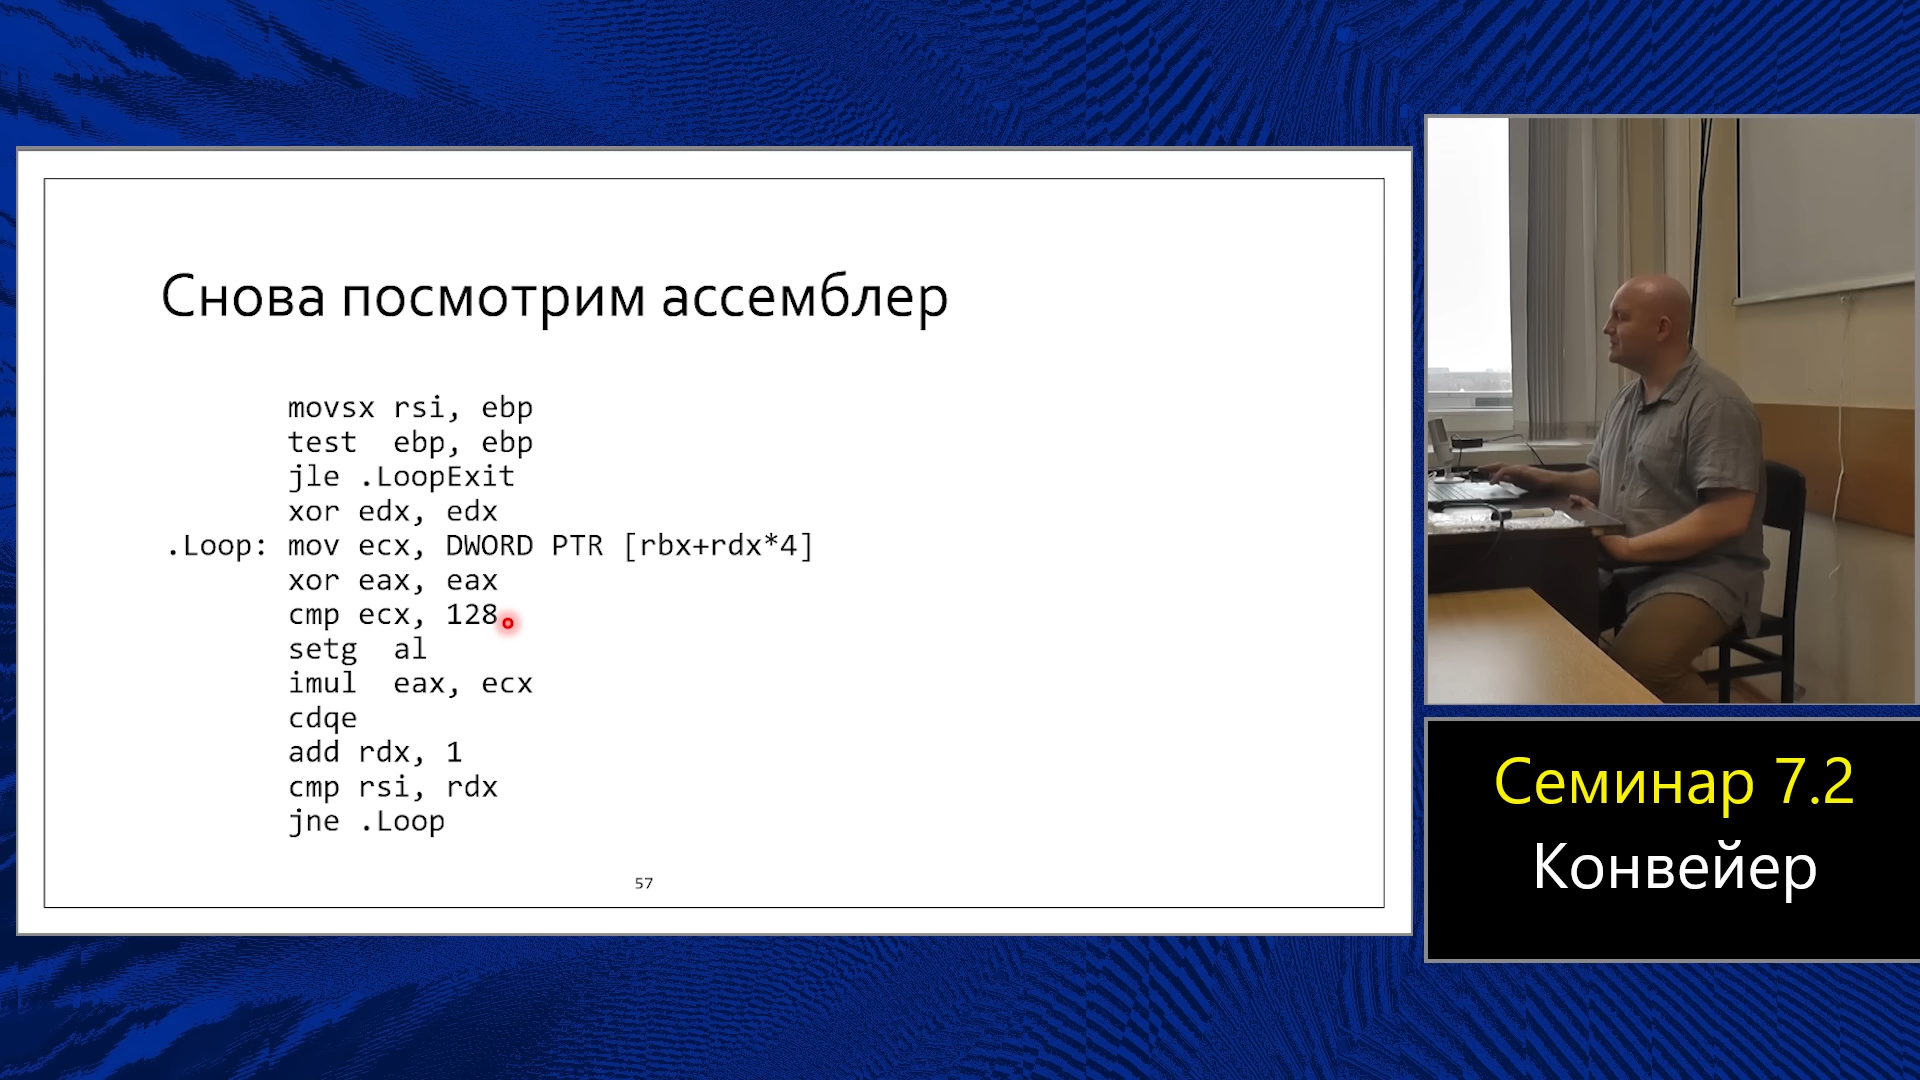 Снова посмотрим ассемблер
movsx rsi, ebp
test  ebp, ebp
jle .LoopExit
xor edx, edx
.Loop: mov ecx, DWORD PTR [rbx+rdx*4]
xor eax, eax
cmp ecx, 128
setg  al
imul  eax, ecx
cdqe
add rdx, 1
cmp rsi, rdx
jne .Loop
57
Семинар 7.2
Конвейер